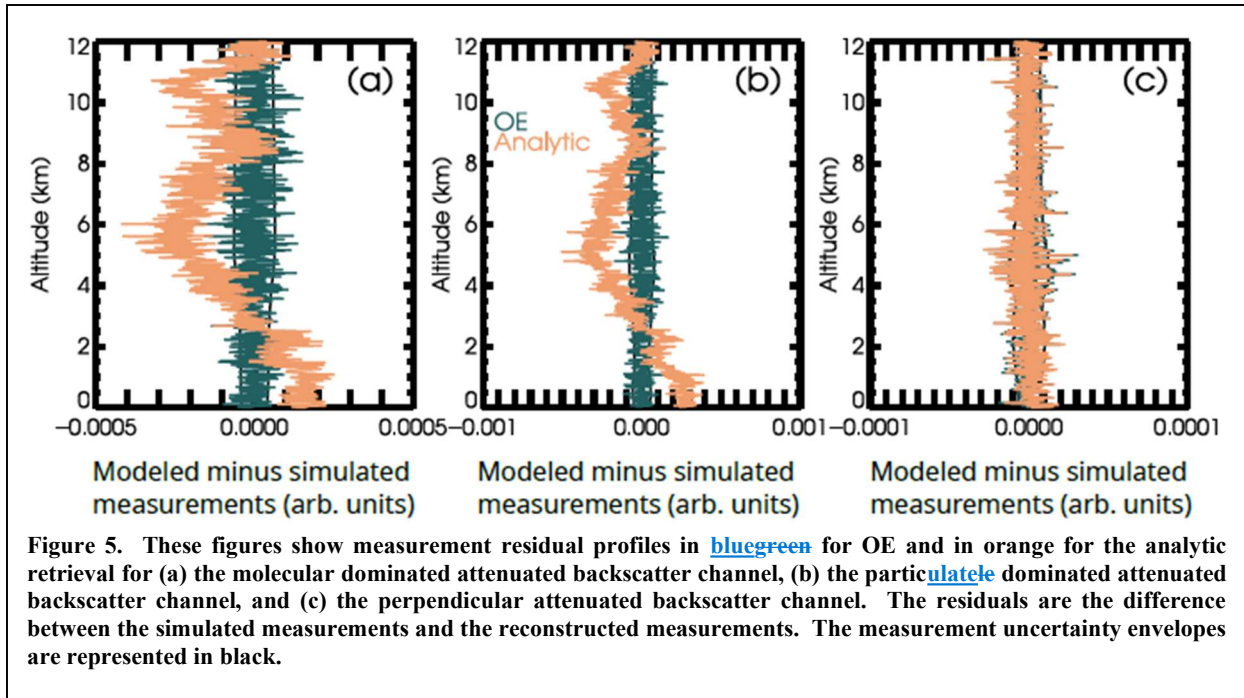 12
10
8
6
4
2
0
Altitude (km)
(a)
−0.0005
0.0000
0.0005
Modeled minus simulated
measurements (arb. units)
12
10
8
6
4
2
0
Altitude (km)
(b)
OE
Analytic
−0.001
0.000
0.001
Modeled minus simulated
measurements (arb. units)
12
10
8
6
4
2
0
Altitude (km)
(c)
−0.0001
0.0000
0.0001
Modeled minus simulated
measurements (arb. units)
Figure 5. These figures show measurement residual profiles in bluegreen for OE and in orange for the analytic
retrieval for (a) the molecular dominated attenuated backscatter channel, (b) the particulatele dominated attenuated
backscatter channel, and (c) the perpendicular attenuated backscatter channel. The residuals are the difference
between the simulated measurements and the reconstructed measurements. The measurement uncertainty envelopes
are represented in black.